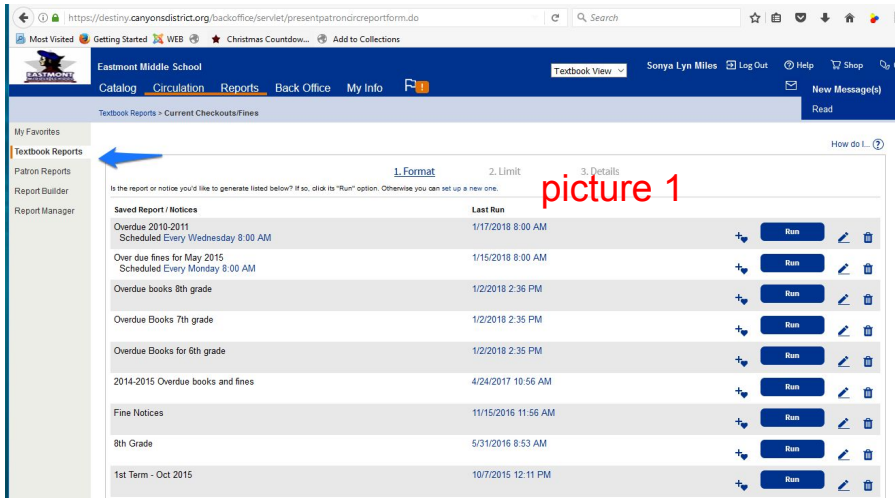 https://destiny.canyonsdistrict.org/backoffice/servlet/presentpatroncircreportform.do
Search
Most Visited Getting Started WEB Christmas Countdow... Add to Collections
EASTMONT
Eastmont Middle School
Textbook View
Sonya Lyn Miles Log Out Help Shop
Catalog Circulation Reports Back Office My Info
New Message(s)
Read
Textbook Reports > Current Checkouts/Fines
My Favorites
Textbook Reports
Patron Reports
Report Builder
Report Manager
How do I... ?
1. Format 2. Limit 3. Details
picture 1
Is the report or notice you'd like to generate listed below? If so, click its "Run" option. Otherwise you can set up a new one.
Saved Report / Notices Last Run
Overdue 2010-2011 1/17/2018 8:00 AM Run
Scheduled Every Wednesday 8:00 AM
Over due fines for May 2015 1/15/2018 8:00 AM Run
Scheduled Every Monday 8:00 AM
Overdue books 8th grade 1/2/2018 2:36 PM Run
Overdue Books 7th grade 1/2/2018 2:35 PM Run
Overdue Books for 6th grade 1/2/2018 2:35 PM Run
2014-2015 Overdue books and fines 4/24/2017 10:56 AM Run
Fine Notices 11/15/2016 11:56 AM Run
8th Grade 5/31/2016 8:53 AM Run
1st Term - Oct 2015 10/7/2015 12:11 PM Run